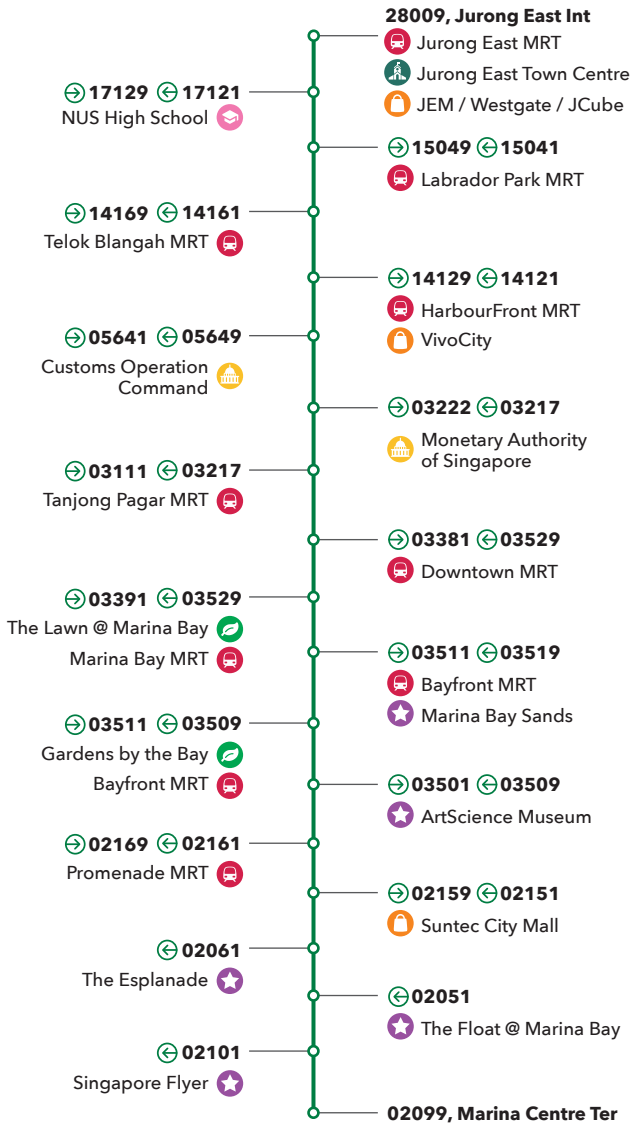 28009, Jurong East Int
Jurong East MRT
Jurong East Town Centre
JEM / Westgate / JCube
17129 17121
NUS High School
15049 15041
Labrador Park MRT
14169 14161
Telok Blangah MRT
14129 14121
HarbourFront MRT
VivoCity
05641 05649
Customs Operation
Command
03222 03217
Monetary Authority
of Singapore
03111 03217
Tanjong Pagar MRT
03381 03529
Downtown MRT
03391 03529
The Lawn @ Marina Bay
Marina Bay MRT
03511 03519
Bayfront MRT
Marina Bay Sands
03511 03509
Gardens by the Bay
Bayfront MRT
03501 03509
ArtScience Museum
02169 02161
Promenade MRT
02159 02151
Suntec City Mall
02061
The Esplanade
02051
The Float @ Marina Bay
02101
Singapore Flyer
02099, Marina Centre Ter